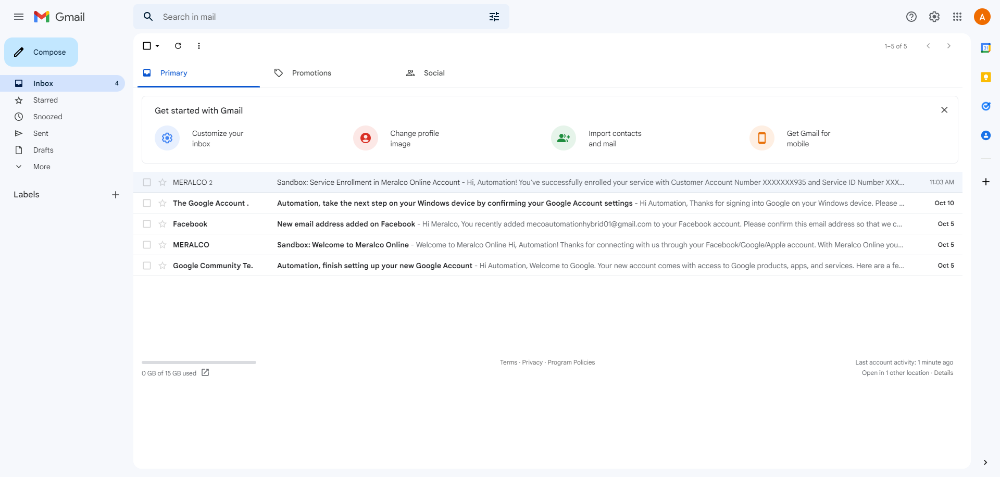 Gmail
Search in mail
A
Compose
1–5 of 5
31
Primary
Promotions
Social
Inbox 4
Starred
Snoozed
Sent
Drafts
More
Labels
Get started with Gmail
Customize your
inbox
Change profile
image
Import contacts
and mail
Get Gmail for
mobile
MERALCO 2 Sandbox: Service Enrollment in Meralco Online Account - Hi, Automation! You've successfully enrolled your service with Customer Account Number XXXXXXX935 and Service ID Number XXX... 11:03 AM
The Google Account . Automation, take the next step on your Windows device by confirming your Google Account settings - Hi Automation, Thanks for signing into Google on your Windows device. Please ... Oct 10
Facebook New email address added on Facebook - Hi Meralco, You recently added mecoautomationhybrid01@gmail.com to your Facebook account. Please confirm this email address so that we c... Oct 5
MERALCO Sandbox: Welcome to Meralco Online - Welcome to Meralco Online Hi, Automation! Thanks for connecting with us through your Facebook/Google/Apple account. With Meralco Online you... Oct 5
Google Community Te. Automation, finish setting up your new Google Account - Hi Automation, Welcome to Google. Your new account comes with access to Google products, apps, and services. Here are a fe... Oct 5
0 GB of 15 GB used
Terms · Privacy · Program Policies
Last account activity: 1 minute ago
Open in 1 other location · Details